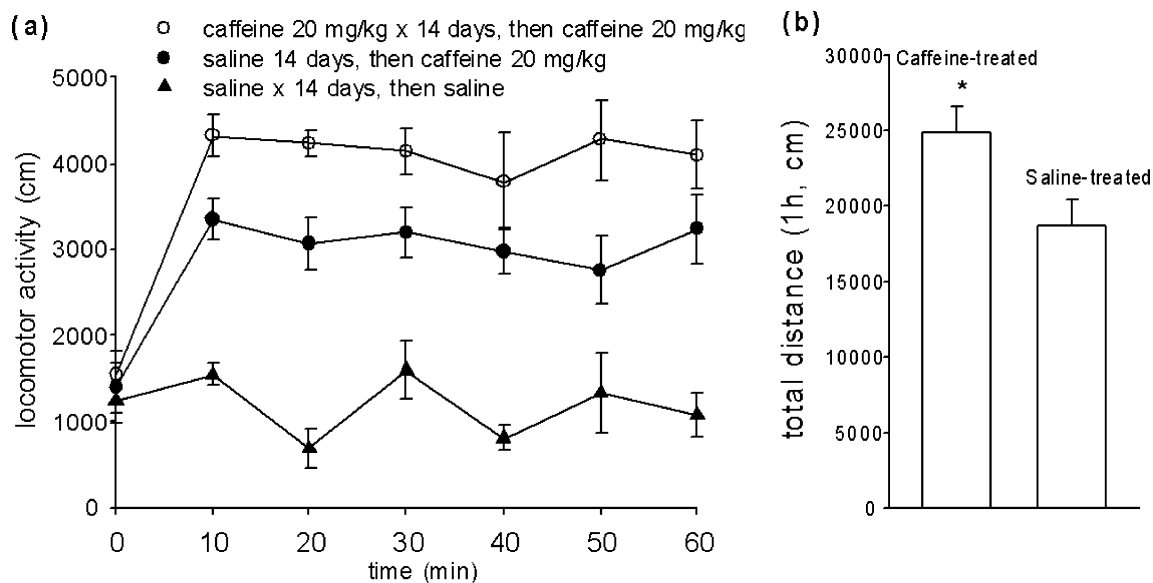 (a)
caffeine 20 mg/kg x 14 days, then caffeine 20 mg/kg
saline 14 days, then caffeine 20 mg/kg
saline x 14 days, then saline
locomotor activity (cm)
5000
4000
3000
2000
1000
0
0 10 20 30 40 50 60
time (min)
(b)
total distance (1h, cm)
30000
25000
20000
15000
10000
5000
0
Caffeine-treated
*
Saline-treated